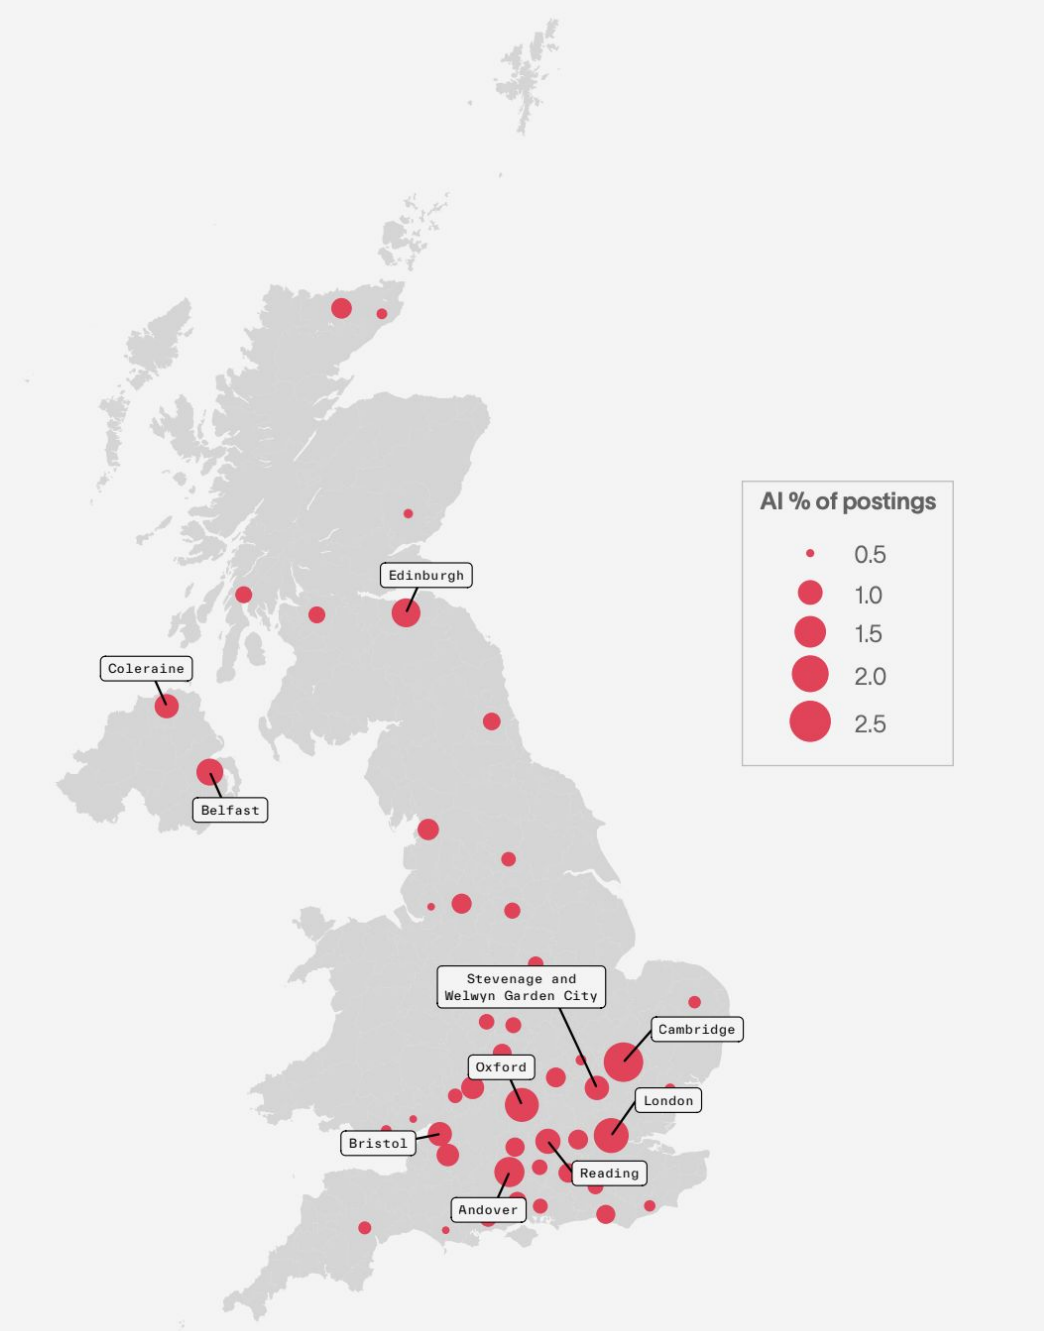 AI % of postings
0.5
1.0
1.5
2.0
2.5
Edinburgh
Coleraine
Belfast
Stevenage and
Welwyn Garden City
Cambridge
Oxford
London
Bristol
Reading
Andover